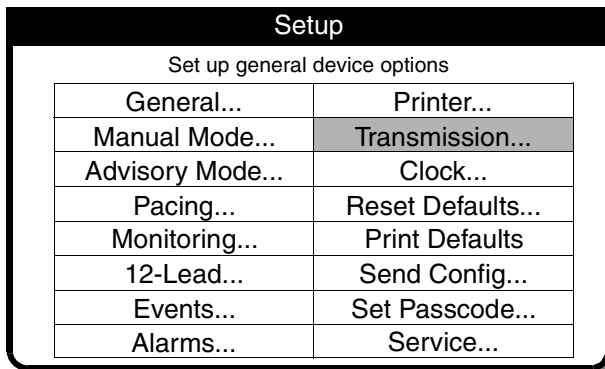 Setup
Set up general device options
General... Printer...
Manual Mode... Transmission...
Advisory Mode... Clock...
Pacing... Reset Defaults...
Monitoring... Print Defaults
12-Lead... Send Config...
Events... Set Passcode...
Alarms... Service...